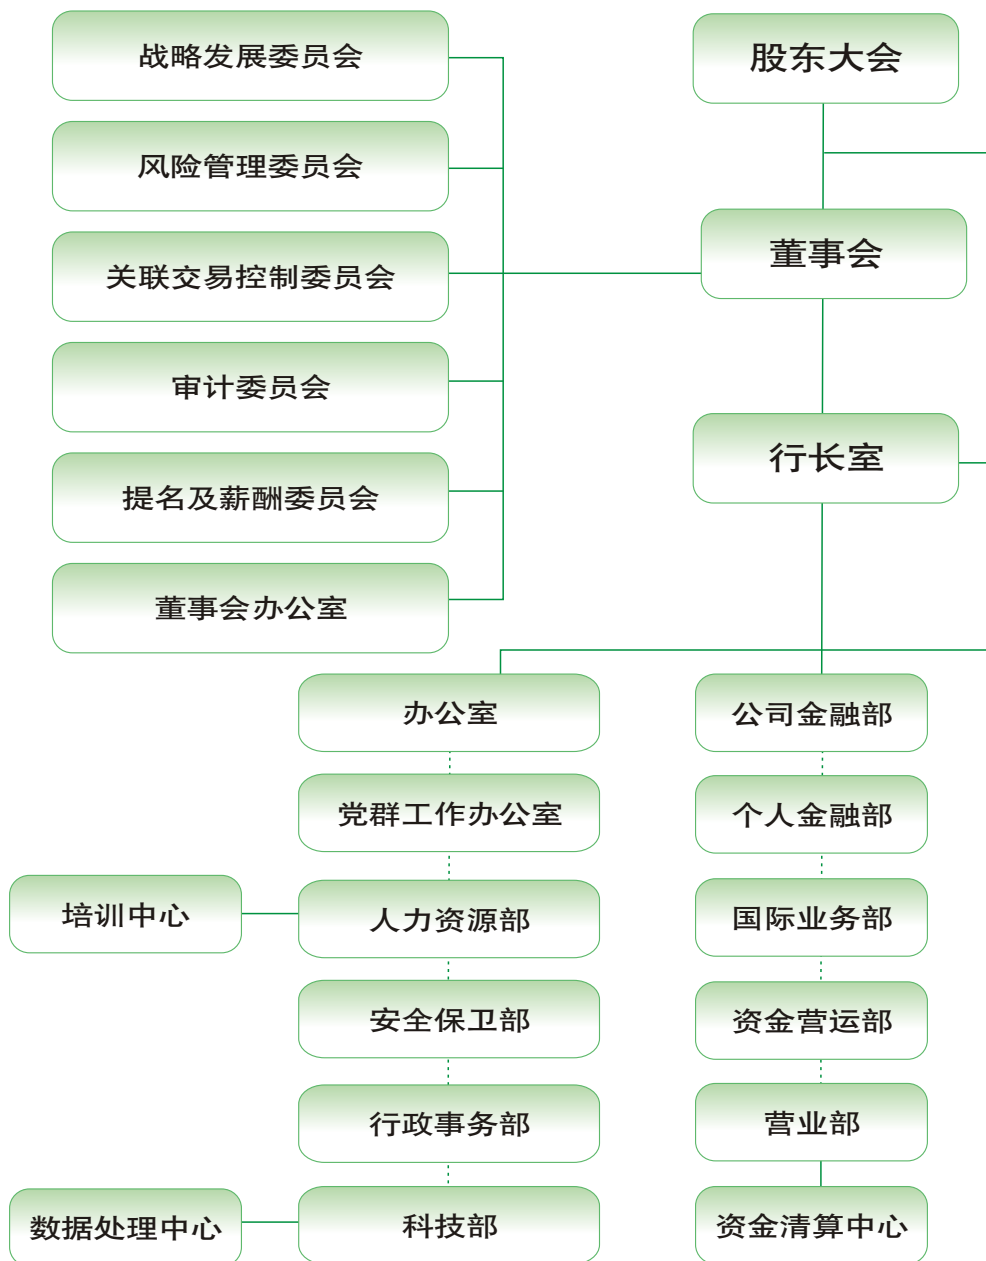 战略发展委员会
风险管理委员会
关联交易控制委员会
审计委员会
提名及薪酬委员会
董事会办公室
股东大会
董事会
行长室
办公室
党群工作办公室
人力资源部
安全保卫部
行政事务部
科技部
培训中心
数据处理中心
公司金融部
个人金融部
国际业务部
资金营运部
营业部
资金清算中心